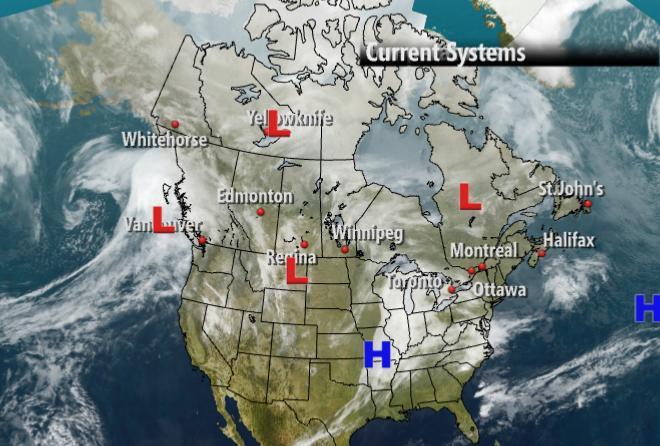 Current Systems
Yellowknife
L
Whitehorse
Edmonton
L
St.John's
Vancouver
L
Winnipeg
Halifax
Montreal
Regina
L
Toronto
Ottawa
H
H